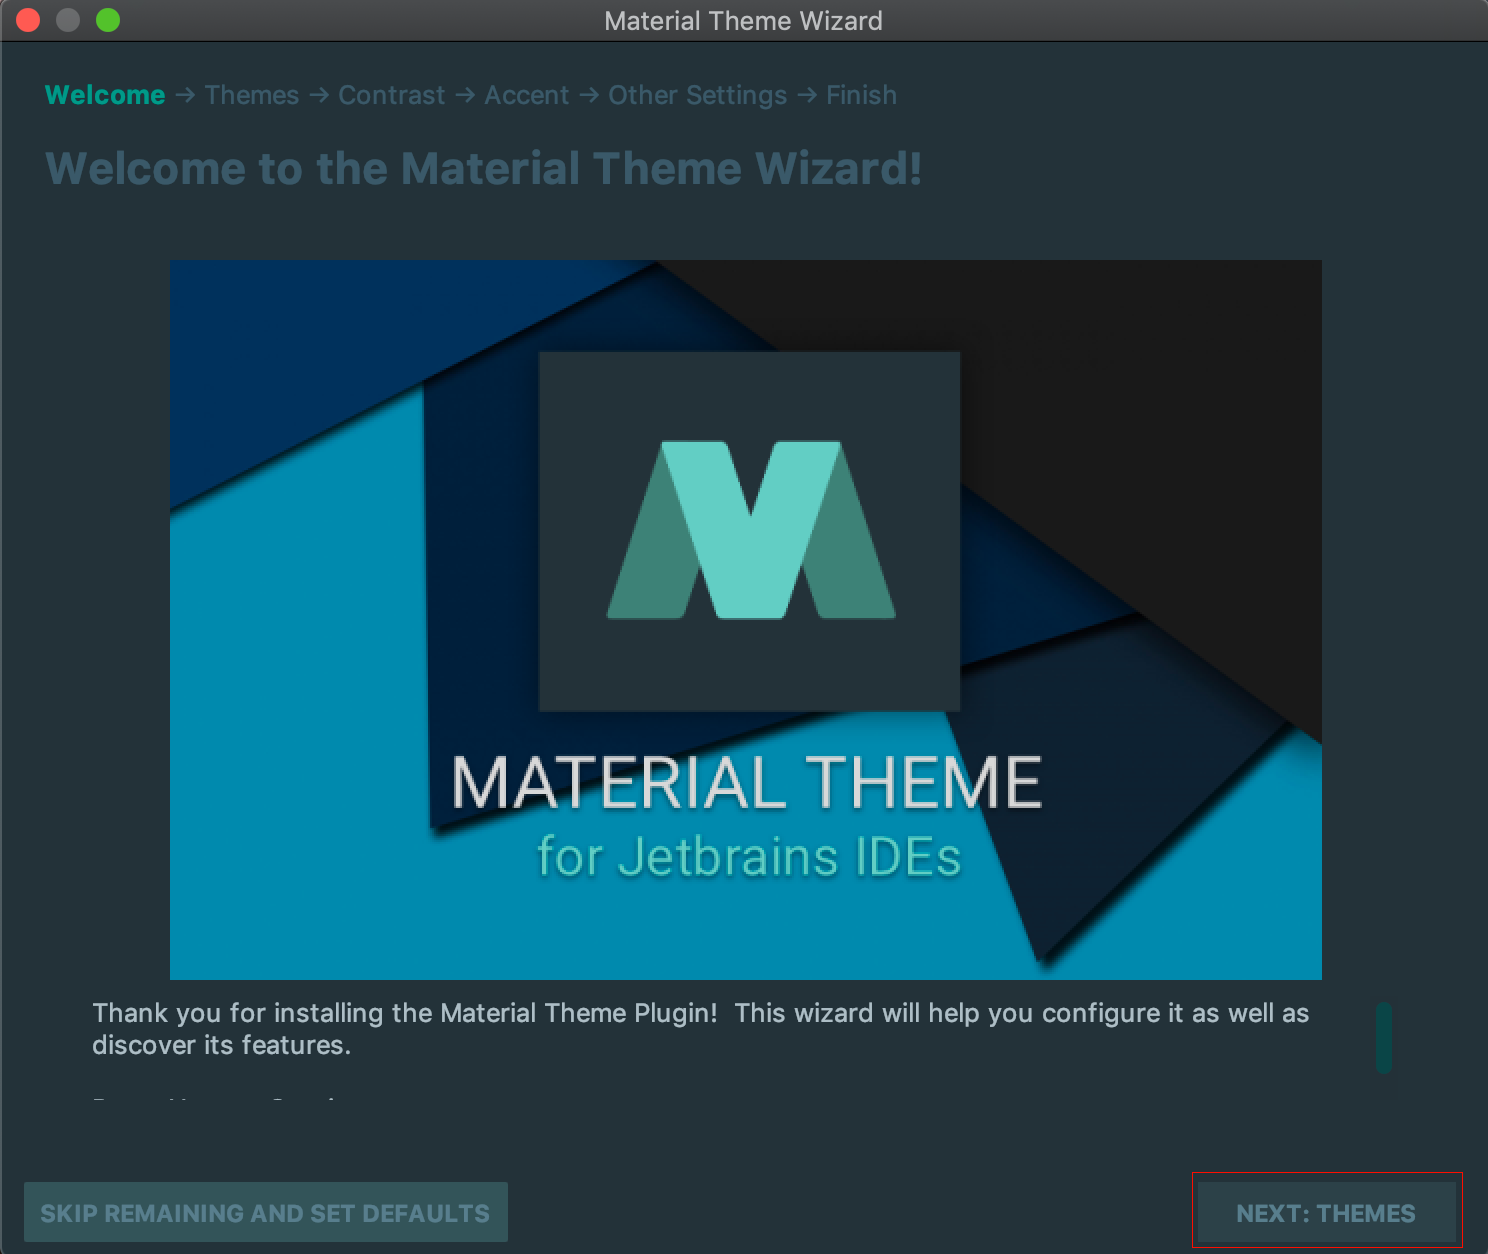 Material Theme Wizard
Welcome → Themes → Contrast → Accent → Other Settings → Finish
Welcome to the Material Theme Wizard!
MATERIAL THEME
for Jetbrains IDEs
Thank you for installing the Material Theme Plugin!  This wizard will help you configure it as well as
discover its features.
SKIP REMAINING AND SET DEFAULTS
NEXT: THEMES